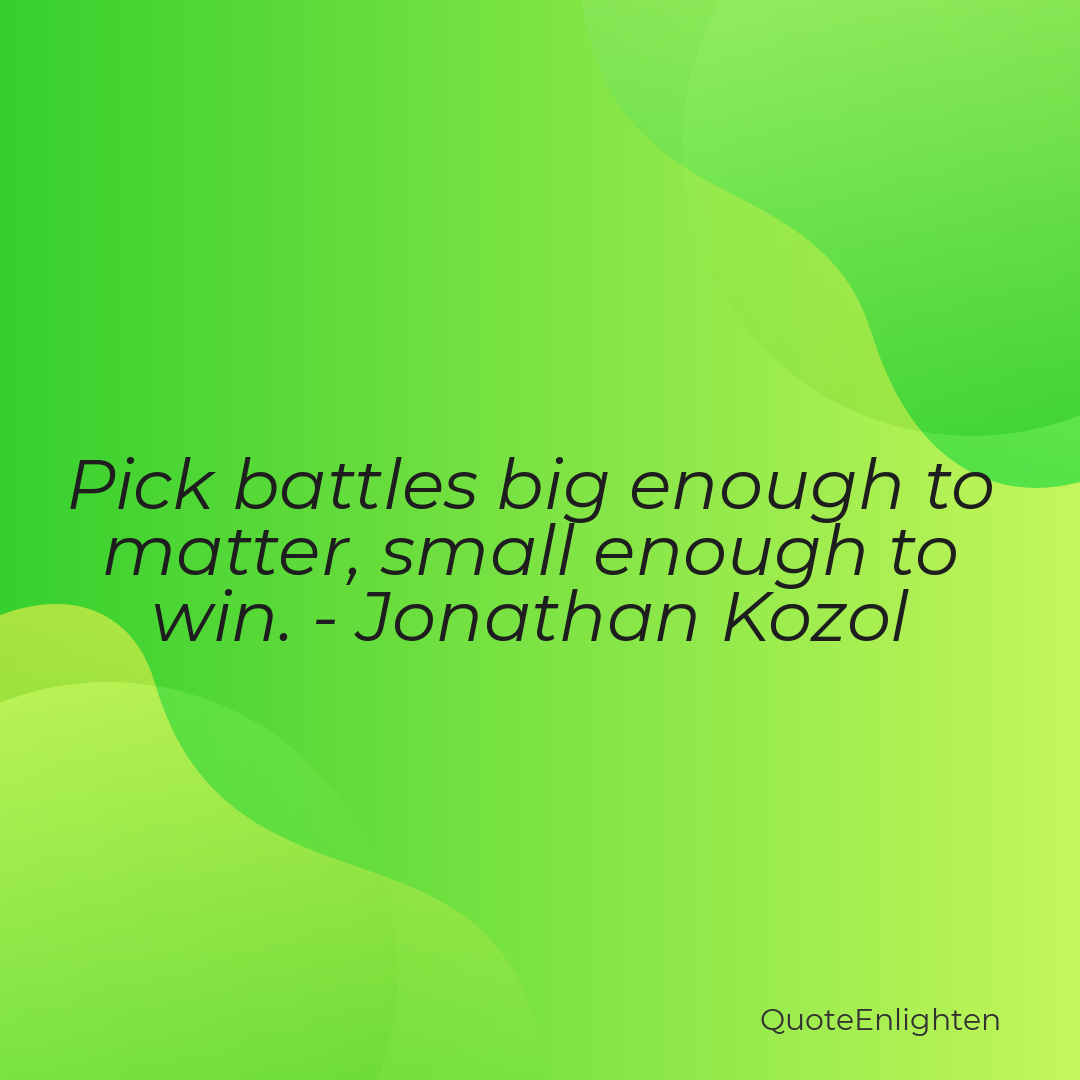 Pick battles big enough to
matter, small enough to
win. - Jonathan Kozol
QuoteEnlighten